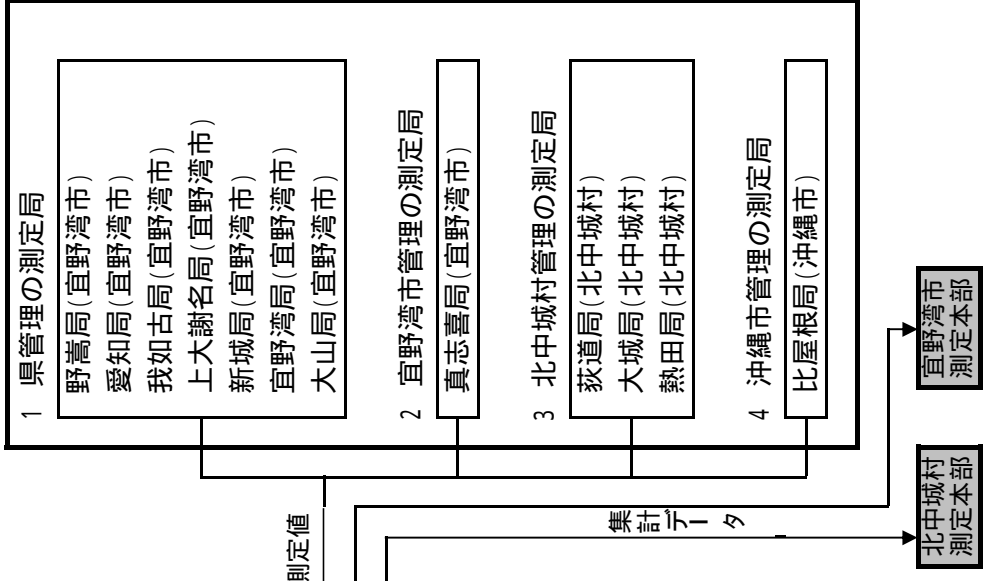 1 県管理の測定局
野嵩局(宜野湾市)
愛知局(宜野湾市)
我如古局(宜野湾市)
上大謝名局(宜野湾市)
新城局(宜野湾市)
宜野湾局(宜野湾市)
大山局(宜野湾市)
2 宜野湾市管理の測定局
真志喜局(宜野湾市)
3 北中城村管理の測定局
荻道局(北中城村)
大城局(北中城村)
熱田局(北中城村)
4 沖縄市管理の測定局
比屋根局(沖縄市)
測定値
集計データ
宜野湾市
測定本部
北中城村
測定本部